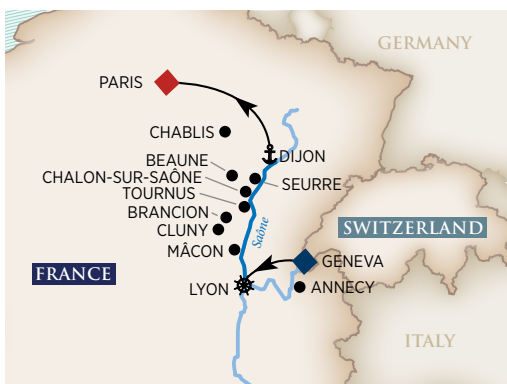 GERMANY
PARIS
CHABLIS
DIJON
BEAUNE
CHALON-SUR-SAÔNE
SEURRE
TOURNUS
BRANCION
CLUNY
Saône
SWITZERLAND
MÂCON
GENEVA
FRANCE
LYON
ANNECY
ITALY